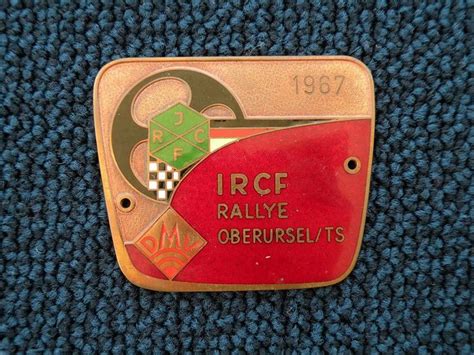 1967
J
R C
F
IRCF
RALLYE
OBERURSEL/TS
DMV